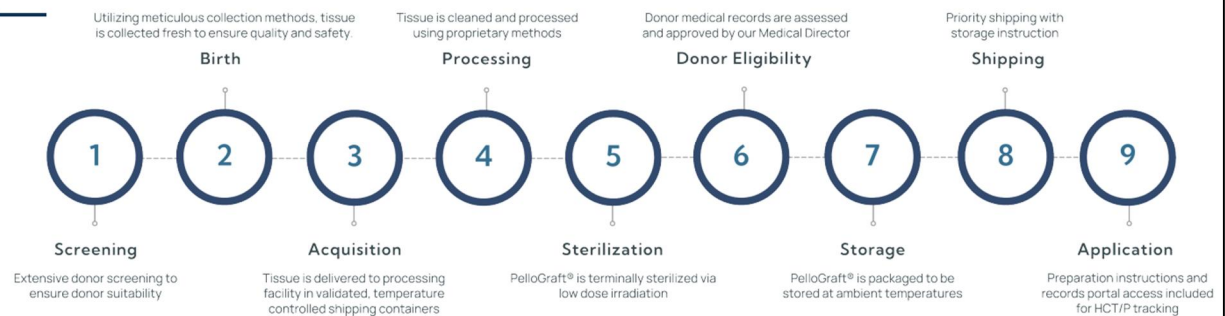 Utilizing meticulous collection methods, tissue
is collected fresh to ensure quality and safety.
Birth
Tissue is cleaned and processed
using proprietary methods
Processing
Donor medical records are assessed
and approved by our Medical Director
Donor Eligibility
Priority shipping with
storage instruction
Shipping
1
2
3
4
5
6
7
8
9
Screening
Extensive donor screening to
ensure donor suitability
Acquisition
Tissue is delivered to processing
facility in validated, temperature
controlled shipping containers
Sterilization
PelloGraft® is terminally sterilized via
low dose irradiation
Storage
PelloGraft® is packaged to be
stored at ambient temperatures
Application
Preparation instructions and
records portal access included
for HCT/P tracking